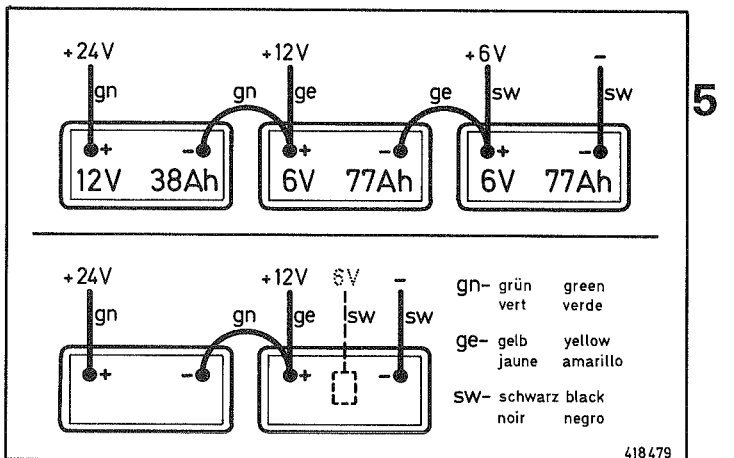 +24V +12V +6V -
gn gn ge ge sw sw
5
+ - + - + -
12V 38Ah 6V 77Ah 6V 77Ah
+24V +12V 6V -
gn gn ge sw sw
+ - + -
gn- grün green
vert verde
ge- gelb yellow
jaune amarillo
sw- schwarz black
noir negro
418479